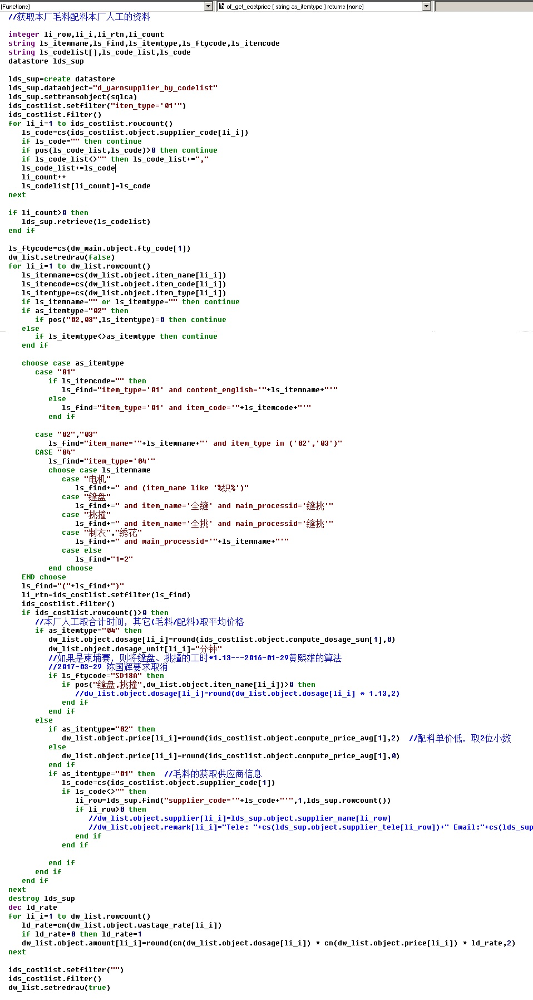 (Functions)
of_get_costprice ( string as_itemtype ) returns (none)
//获取本厂毛料配料本厂人工的资料
integer li_row,li_i,li_rtn,li_count
string ls_itemname,ls_find,ls_itemtype,ls_ftycode,ls_itemcode
string ls_codelist[],ls_code_list,ls_code
datastore lds_sup
lds_sup=create datastore
lds_sup.dataobject="d_yarnsupplier_by_codelist"
lds_sup.settransobject(sqlca)
ids_costlist.setfilter("item_type='01'")
ids_costlist.filter()
for li_i=1 to ids_costlist.rowcount()
ls_code=cs(ids_costlist.object.supplier_code[li_i])
if ls_code="" then continue
if pos(ls_code_list,ls_code)>0 then continue
if ls_code_list<>"" then ls_code_list+=","
ls_code_list+=ls_code
li_count++
ls_codelist[li_count]=ls_code
next
if li_count>0 then
lds_sup.retrieve(ls_codelist)
end if
ls_ftycode=cs(dw_main.object.fty_code[1])
dw_list.setredraw(false)
for li_i=1 to dw_list.rowcount()
ls_itemname=cs(dw_list.object.item_name[li_i])
ls_itemcode=cs(dw_list.object.item_code[li_i])
ls_itemtype=cs(dw_list.object.item_type[li_i])
if ls_itemname="" or ls_itemtype="" then continue
if as_itemtype="02" then
if pos("02,03",ls_itemtype)=0 then continue
else
if ls_itemtype<>as_itemtype then continue
end if
choose case as_itemtype
case "01"
if ls_itemcode="" then
ls_find="item_type='01' and content_english='"+ls_itemname+"'"
else
ls_find="item_type='01' and item_code='"+ls_itemcode+"'"
end if
case "02","03"
ls_find="item_name='"+ls_itemname+"' and item_type in ('02','03')"
CASE "04"
ls_find="item_type='04'"
choose case ls_itemname
case "电机"
ls_find+=" and (item_name like '%织%')"
case "缝盘"
ls_find+=" and item_name='全缝' and main_processid='缝挑'"
case "挑撞"
ls_find+=" and item_name='全挑' and main_processid='缝挑'"
case "制衣","绣花"
ls_find+=" and main_processid='"+ls_itemname+"'"
case else
ls_find="1=2"
end choose
END choose
ls_find="("+ls_find+")"
li_rtn=ids_costlist.setfilter(ls_find)
ids_costlist.filter()
if ids_costlist.rowcount()>0 then
//本厂人工取合计时间，其它(毛料/配料)取平均价格
if as_itemtype="04" then
dw_list.object.dosage[li_i]=round(ids_costlist.object.compute_dosage_sum[1],0)
dw_list.object.dosage_unit[li_i]="分钟"
//如果是柬埔寨，则将缝盘、挑撞的工时*1.13---2016-01-29黄熙雄的算法
//2017-03-29 陈国辉要求取消
if ls_ftycode="SD18A" then
if pos("缝盘,挑撞",dw_list.object.item_name[li_i])>0 then
//dw_list.object.dosage[li_i]=round(dw_list.object.dosage[li_i] * 1.13,2)
end if
end if
else
if as_itemtype="02" then
dw_list.object.price[li_i]=round(ids_costlist.object.compute_price_avg[1],2)  //配料单价低，取2位小数
else
dw_list.object.price[li_i]=round(ids_costlist.object.compute_price_avg[1],0)
end if
if as_itemtype="01" then  //毛料的获取供应商信息
ls_code=cs(ids_costlist.object.supplier_code[1])
if ls_code<>"" then
li_row=lds_sup.find("supplier_code='"+ls_code+"'",1,lds_sup.rowcount())
if li_row>0 then
//dw_list.object.supplier[li_i]=lds_sup.object.supplier_name[li_row]
//dw_list.object.remark[li_i]="Tele: "+cs(lds_sup.object.supplier_tele[li_row])+" Email:"+cs(lds_sup
end if
end if
end if
end if
end if
next
destroy lds_sup
dec ld_rate
for li_i=1 to dw_list.rowcount()
ld_rate=cn(dw_list.object.wastage_rate[li_i])
if ld_rate=0 then ld_rate=1
dw_list.object.amount[li_i]=round(cn(dw_list.object.dosage[li_i]) * cn(dw_list.object.price[li_i]) * ld_rate,2)
next
ids_costlist.setfilter("")
ids_costlist.filter()
dw_list.setredraw(true)